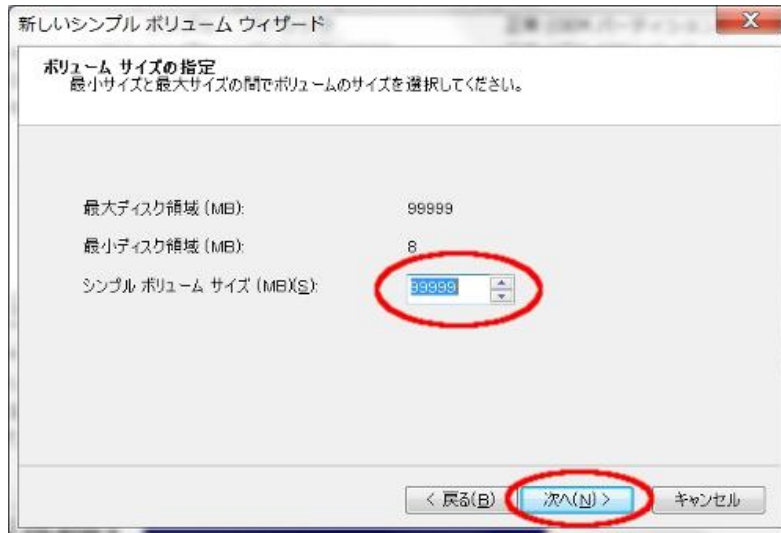 新しいシンプル ボリューム ウィザード
ボリューム サイズの指定
最小サイズと最大サイズの間でボリュームのサイズを選択してください。
最大ディスク領域 (MB): 99999
最小ディスク領域 (MB): 8
シンプル ボリューム サイズ (MB)(S): 99999
< 戻る(B) 次へ(N) > キャンセル